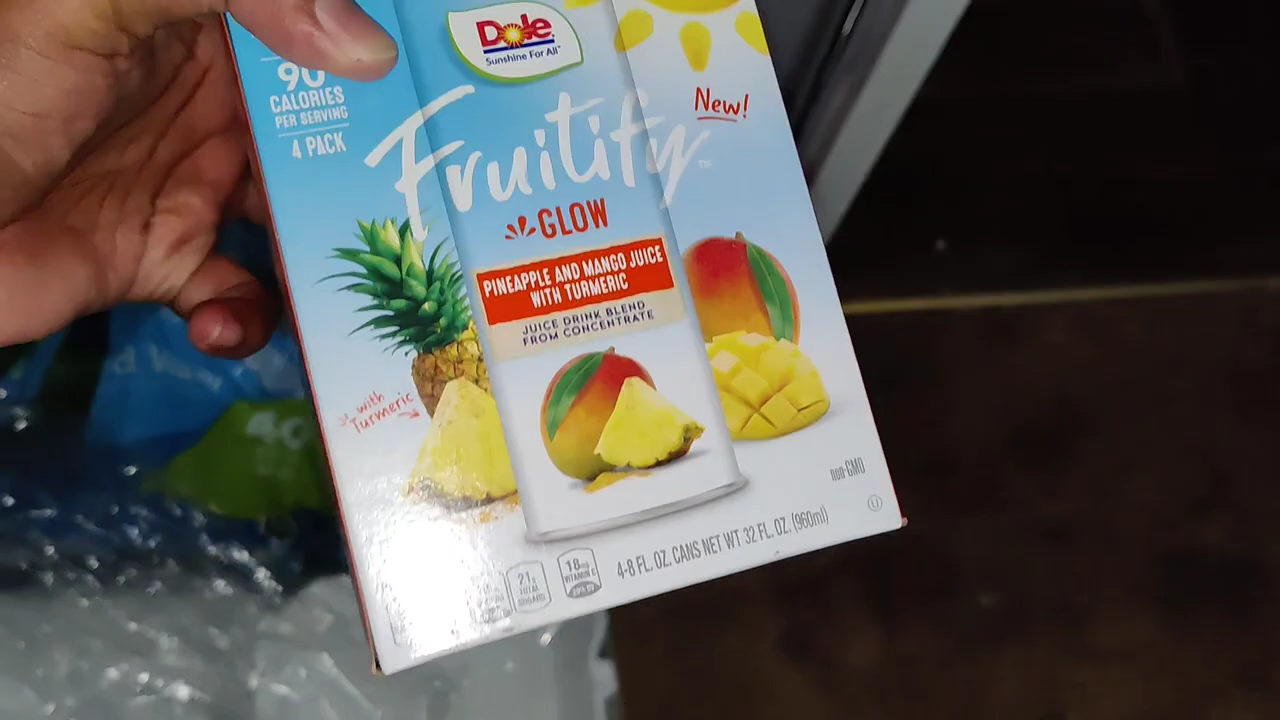 Dole
Sunshine For All™
90
CALORIES
PER SERVING
4 PACK
New!
Fruitify™
GLOW
PINEAPPLE AND MANGO JUICE
WITH TURMERIC
JUICE DRINK BLEND
FROM CONCENTRATE
with
Turmeric
non-GMO
U
4-8 FL. OZ. CANS NET WT 32 FL. OZ. (960ml)
21g
TOTAL
SUGARS
18mg
VITAMIN C